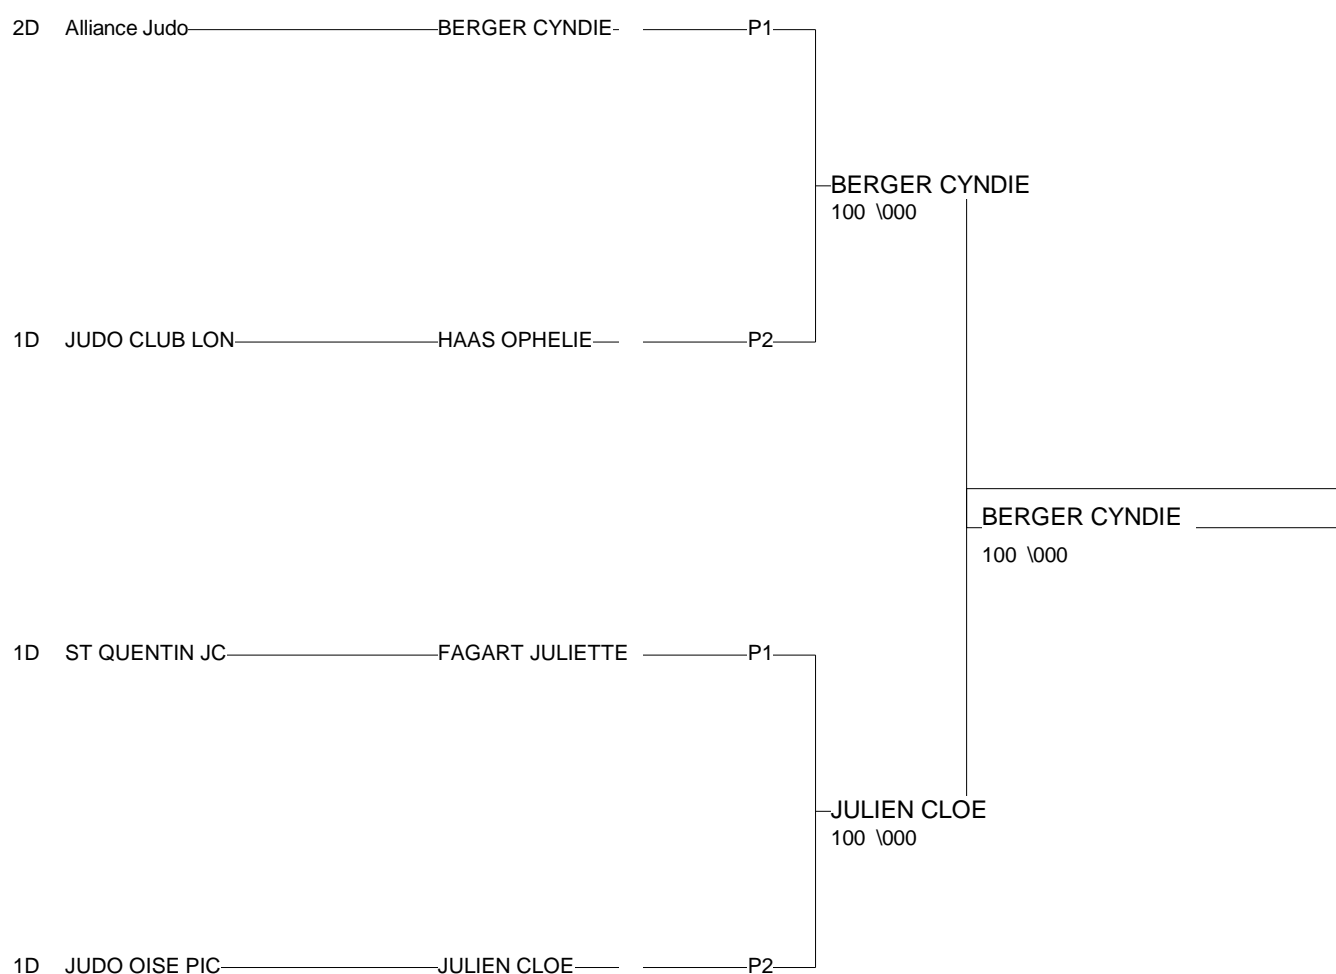 2D Alliance Judo BERGER CYNDIE P1
BERGER CYNDIE
100 \000
1D JUDO CLUB LON HAAS OPHELIE P2
BERGER CYNDIE
100 \000
1D ST QUENTIN JC FAGART JULIETTE P1
JULIEN CLOE
100 \000
1D JUDO OISE PIC JULIEN CLOE P2